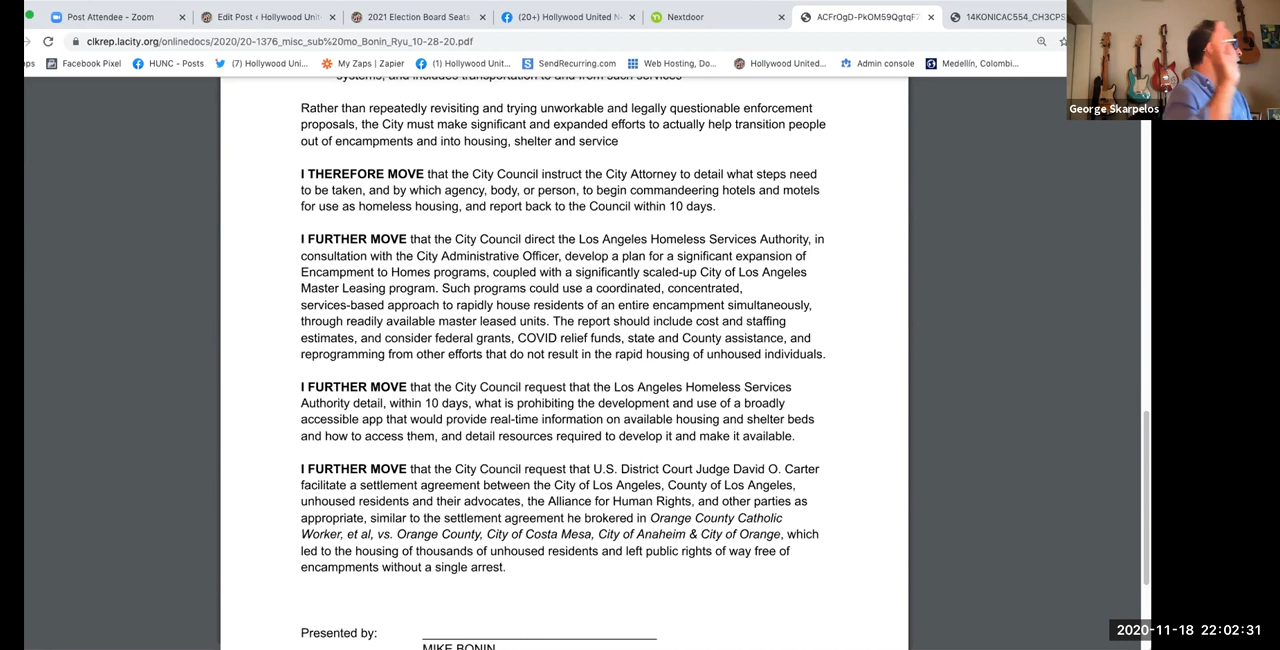 Post Attendee - Zoom
Edit Post ‹ Hollywood Unit
2021 Election Board Seats
(20+) Hollywood United N
Nextdoor
14KONICAC554_CH3CPS
clkrep.lacity.org/onlinedocs/2020/20-1376_misc_sub%20mo_Bonin_Ryu_10-28-20.pdf
ps
Facebook Pixel
HUNC - Posts
(7) Hollywood Uni...
My Zaps | Zapier
(1) Hollywood Unit...
SendRecurring.com
Web Hosting, Do...
Hollywood United...
Admin console
Medellín, Colombi...
George Skarpelos
systems, and includes transportation to and from such services
Rather than repeatedly revisiting and trying unworkable and legally questionable enforcement
proposals, the City must make significant and expanded efforts to actually help transition people
out of encampments and into housing, shelter and service
I THEREFORE MOVE that the City Council instruct the City Attorney to detail what steps need
to be taken, and by which agency, body, or person, to begin commandeering hotels and motels
for use as homeless housing, and report back to the Council within 10 days.
I FURTHER MOVE that the City Council direct the Los Angeles Homeless Services Authority, in
consultation with the City Administrative Officer, develop a plan for a significant expansion of
Encampment to Homes programs, coupled with a significantly scaled-up City of Los Angeles
Master Leasing program. Such programs could use a coordinated, concentrated,
services-based approach to rapidly house residents of an entire encampment simultaneously,
through readily available master leased units. The report should include cost and staffing
estimates, and consider federal grants, COVID relief funds, state and County assistance, and
reprogramming from other efforts that do not result in the rapid housing of unhoused individuals.
I FURTHER MOVE that the City Council request that the Los Angeles Homeless Services
Authority detail, within 10 days, what is prohibiting the development and use of a broadly
accessible app that would provide real-time information on available housing and shelter beds
and how to access them, and detail resources required to develop it and make it available.
I FURTHER MOVE that the City Council request that U.S. District Court Judge David O. Carter
facilitate a settlement agreement between the City of Los Angeles, County of Los Angeles,
unhoused residents and their advocates, the Alliance for Human Rights, and other parties as
appropriate, similar to the settlement agreement he brokered in Orange County Catholic
Worker, et al, vs. Orange County, City of Costa Mesa, City of Anaheim & City of Orange, which
led to the housing of thousands of unhoused residents and left public rights of way free of
encampments without a single arrest.
Presented by:
MIKE BONIN
2020-11-18 22:02:31